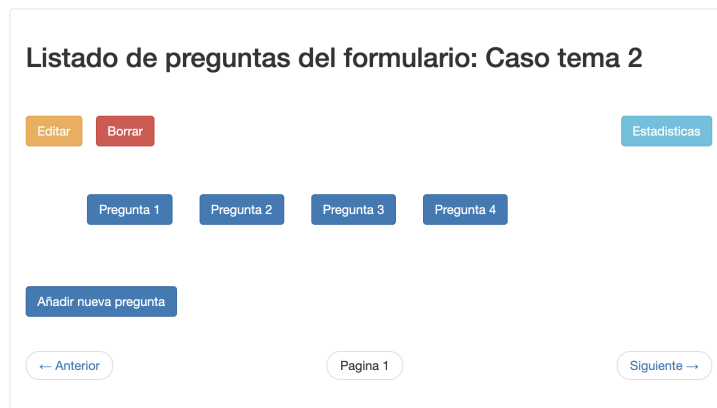 Listado de preguntas del formulario: Caso tema 2
Editar Borrar Estadisticas
Pregunta 1 Pregunta 2 Pregunta 3 Pregunta 4
Añadir nueva pregunta
← Anterior Pagina 1 Siguiente →